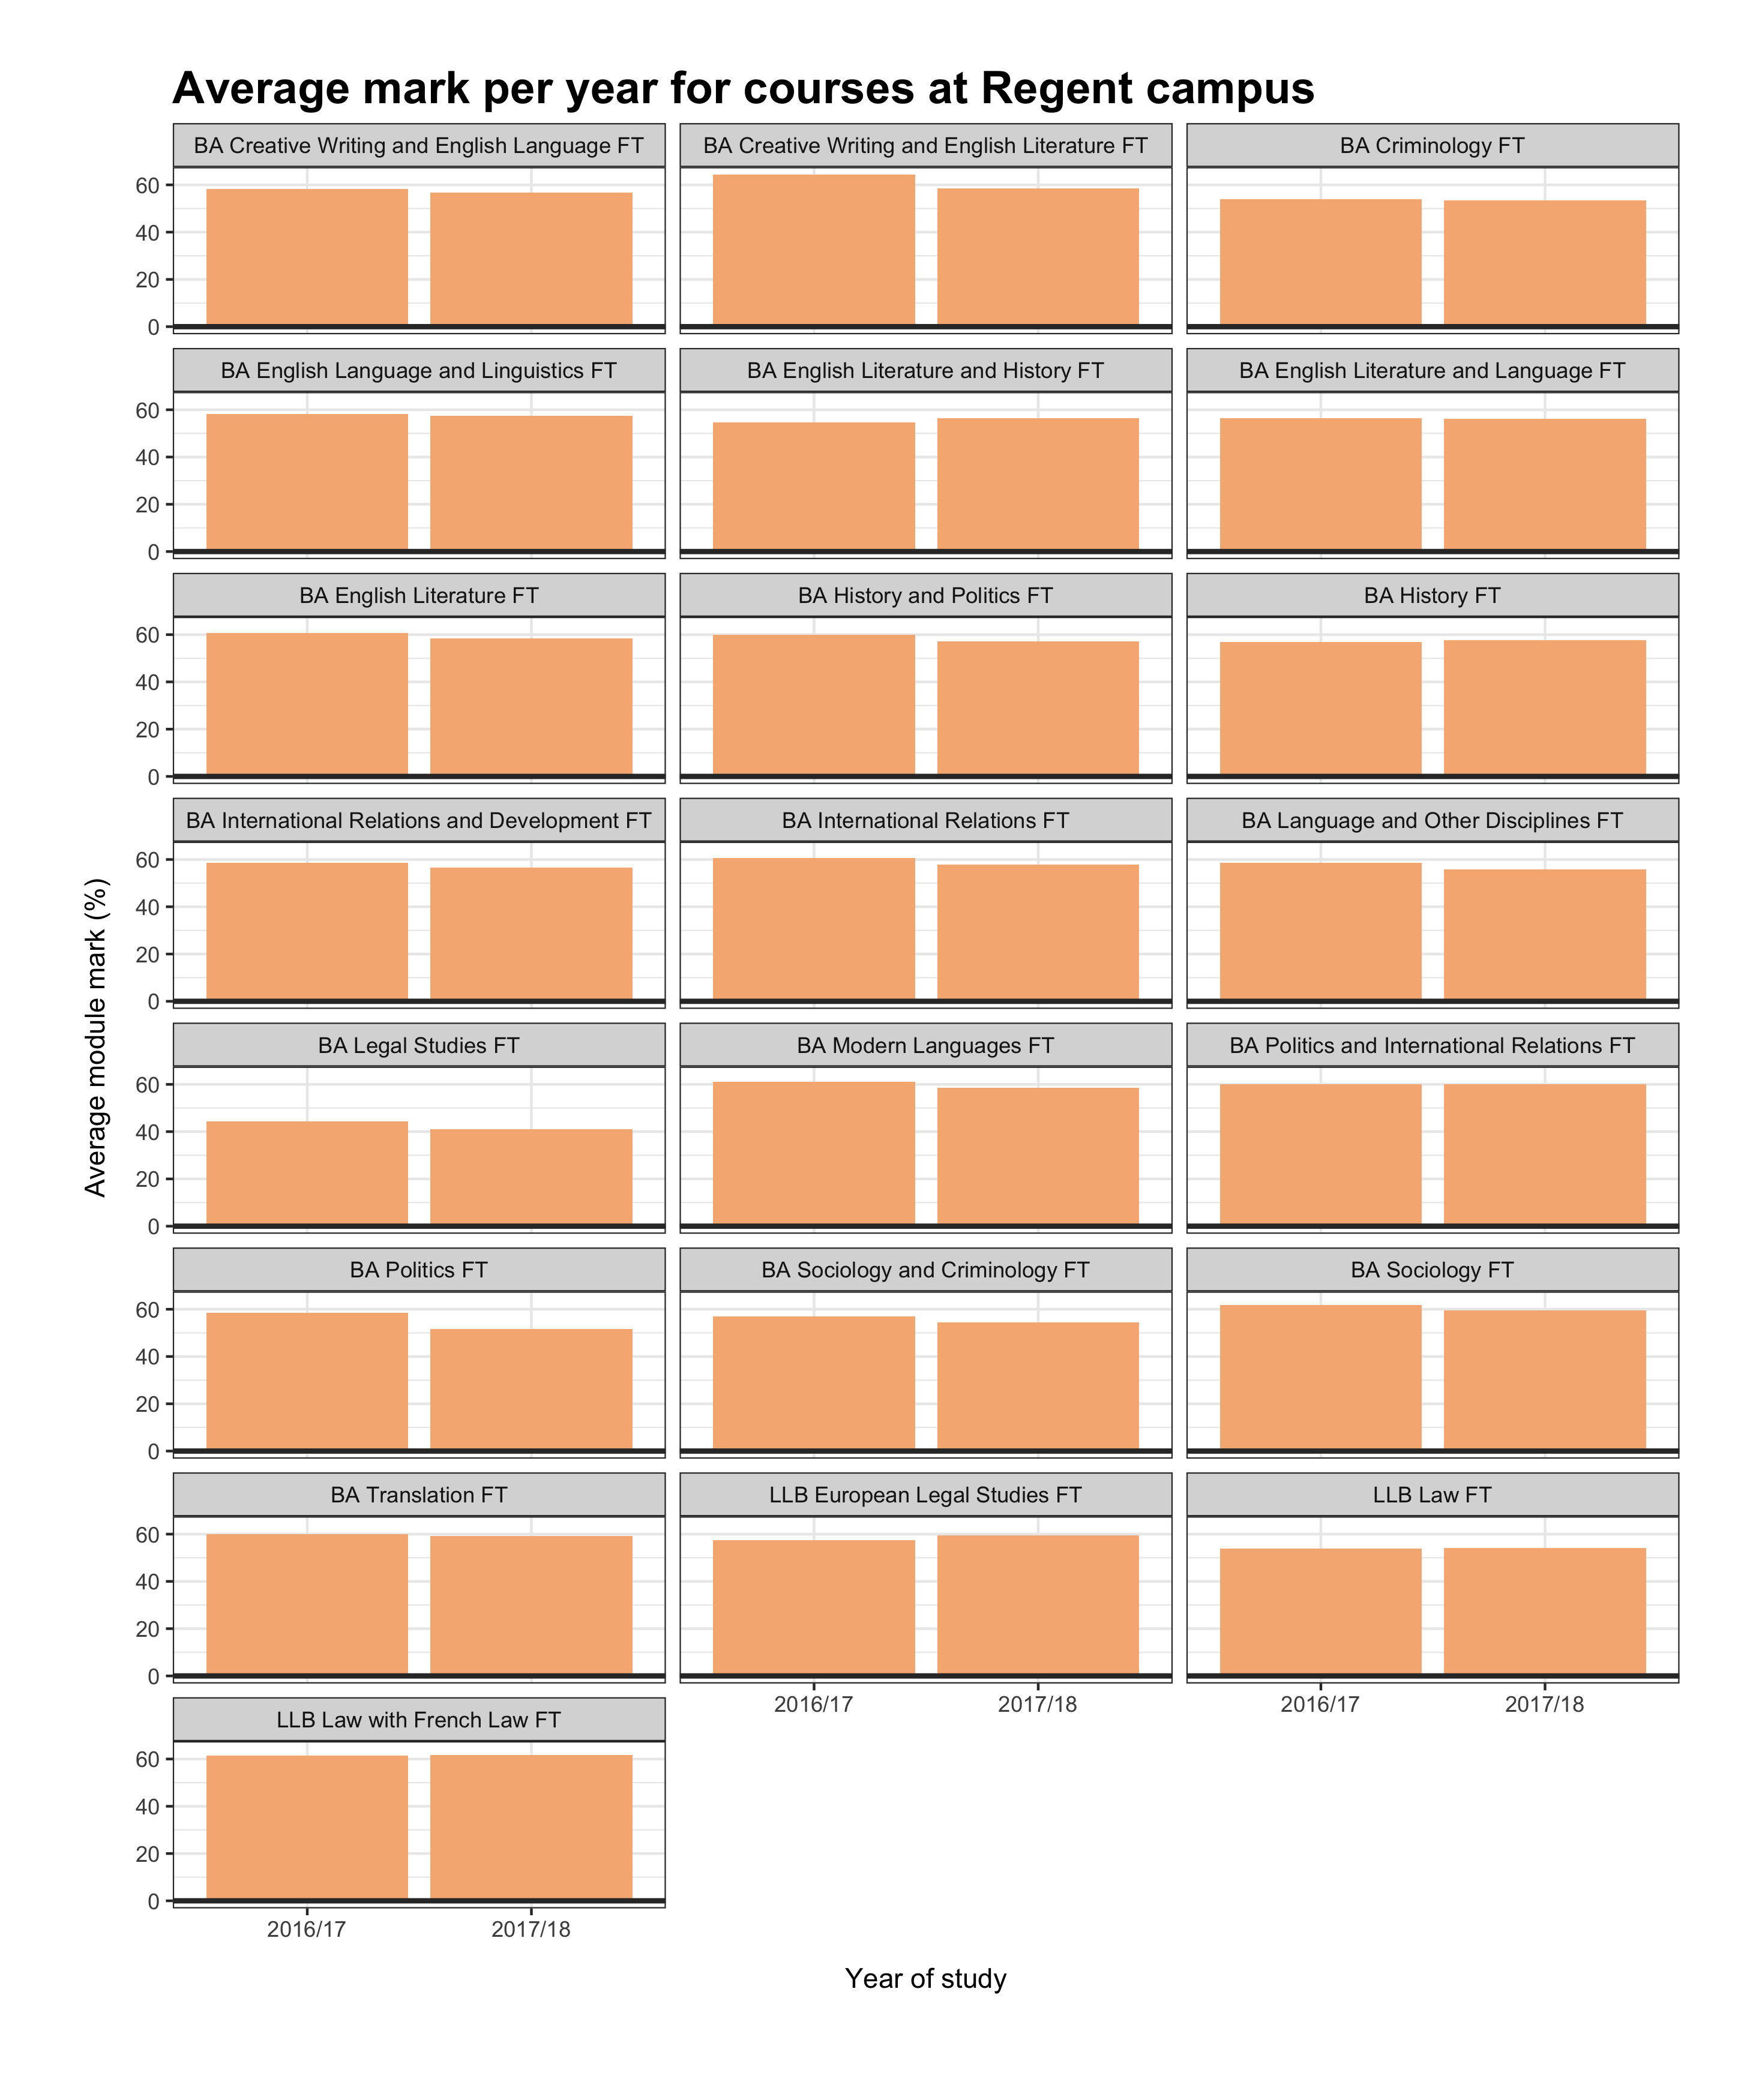 Average mark per year for courses at Regent campus
BA Creative Writing and English Language FT
BA Creative Writing and English Literature FT
BA Criminology FT
60
40
20
0
BA English Language and Linguistics FT
BA English Literature and History FT
BA English Literature and Language FT
60
40
20
0
BA English Literature FT
BA History and Politics FT
BA History FT
60
40
20
0
BA International Relations and Development FT
BA International Relations FT
BA Language and Other Disciplines FT
60
40
20
0
Average module mark (%)
BA Legal Studies FT
BA Modern Languages FT
BA Politics and International Relations FT
60
40
20
0
BA Politics FT
BA Sociology and Criminology FT
BA Sociology FT
60
40
20
0
BA Translation FT
LLB European Legal Studies FT
LLB Law FT
60
40
20
0
2016/17
2017/18
2016/17
2017/18
LLB Law with French Law FT
60
40
20
0
2016/17
2017/18
Year of study